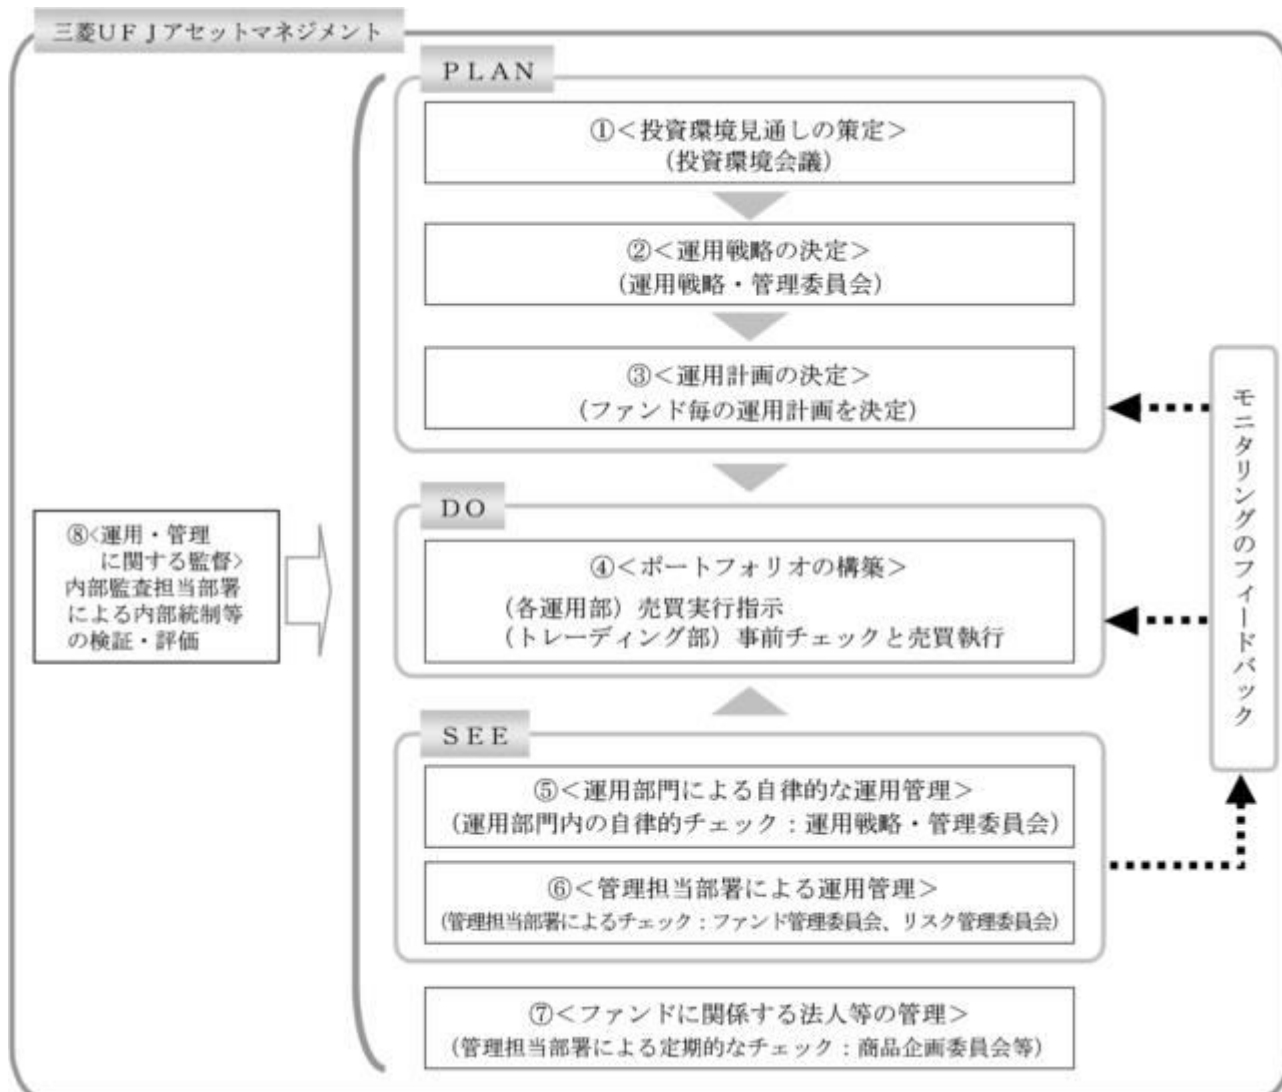 三菱UFJアセットマネジメント
PLAN
①＜投資環境見通しの策定＞
（投資環境会議）
②＜運用戦略の決定＞
（運用戦略・管理委員会）
③＜運用計画の決定＞
（ファンド毎の運用計画を決定）
DO
④＜ポートフォリオの構築＞
（各運用部）売買実行指示
（トレーディング部）事前チェックと売買執行
SEE
⑤＜運用部門による自律的な運用管理＞
（運用部門内の自律的チェック：運用戦略・管理委員会）
⑥＜管理担当部署による運用管理＞
（管理担当部署によるチェック：ファンド管理委員会、リスク管理委員会）
⑦＜ファンドに関係する法人等の管理＞
（管理担当部署による定期的なチェック：商品企画委員会等）
⑧<運用・管理
に関する監督>
内部監査担当部署
による内部統制等
の検証・評価
モニタリングのフィードバック